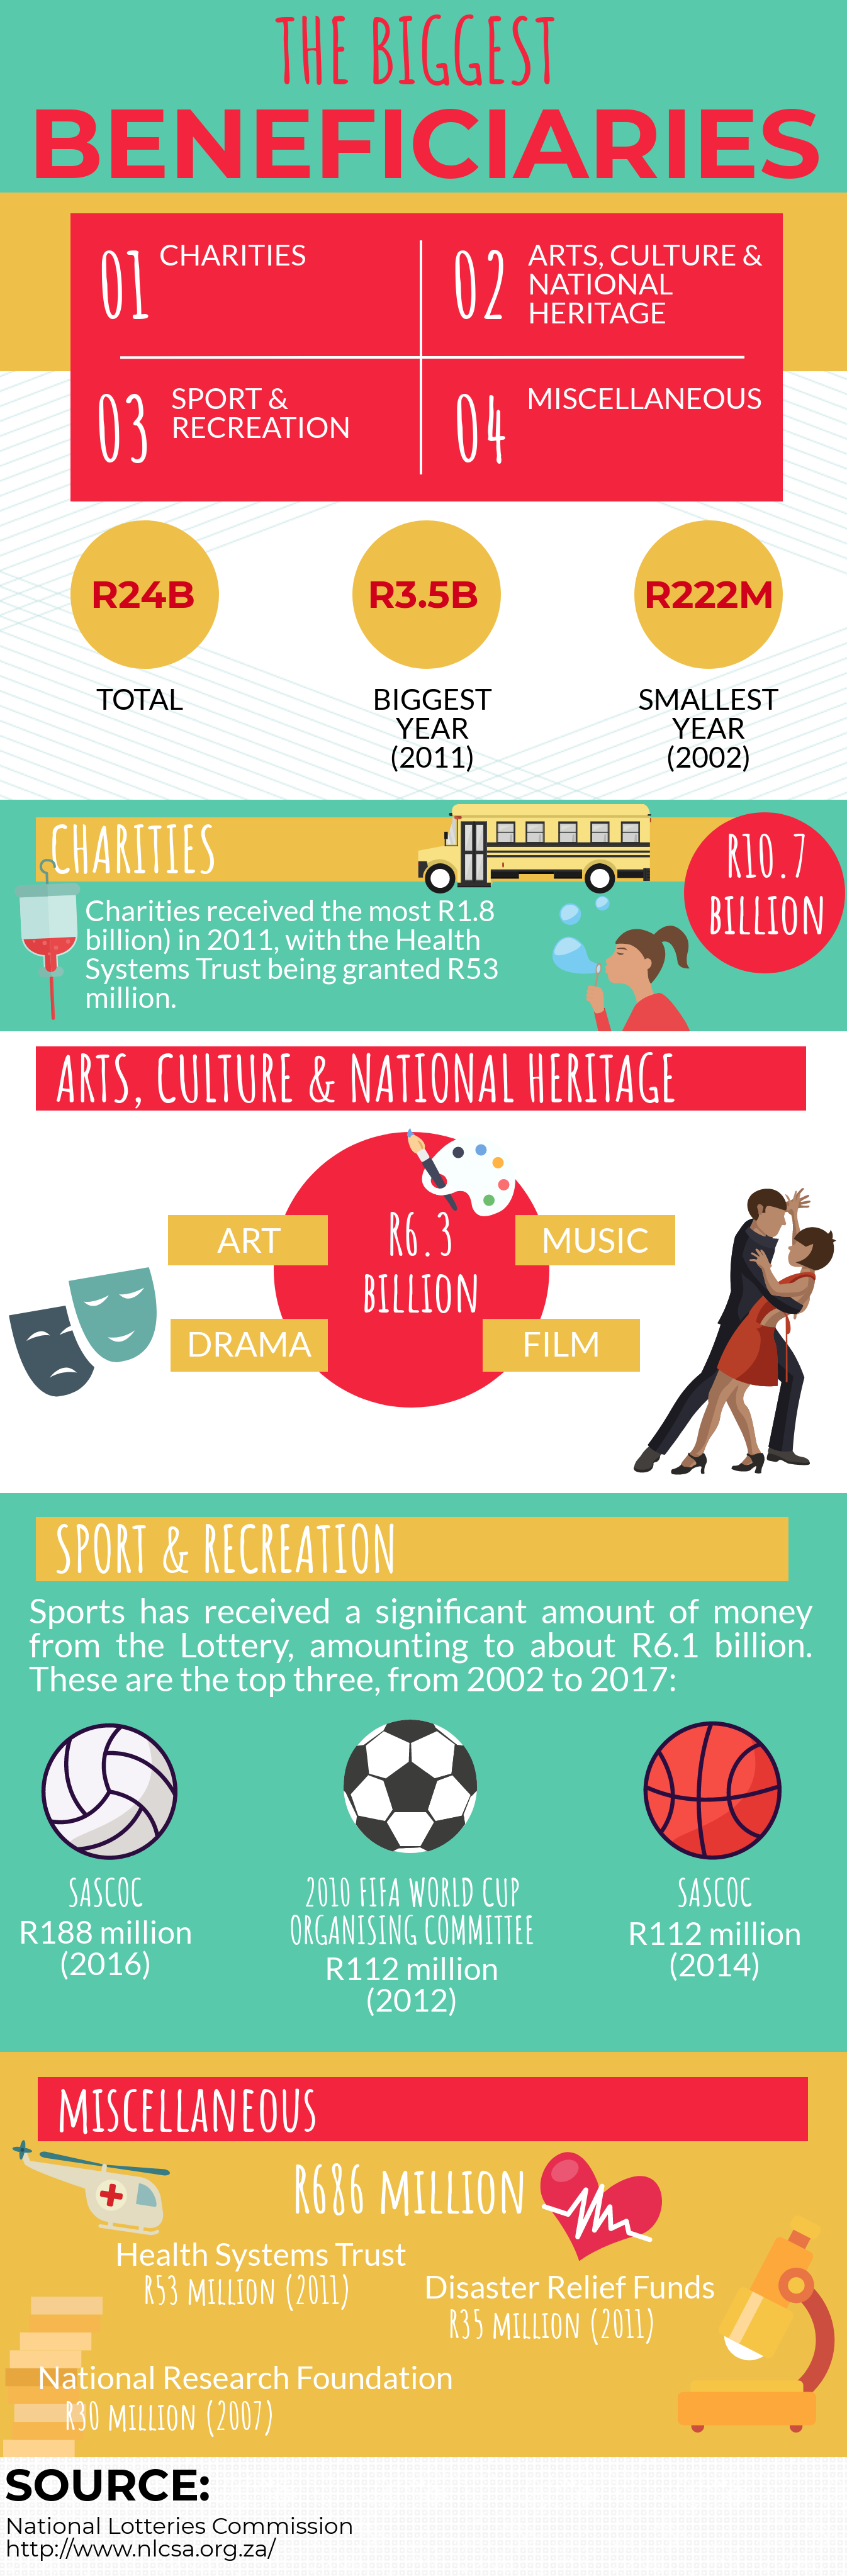 THE BIGGEST
BENEFICIARIES
01 CHARITIES
02 ARTS, CULTURE &
NATIONAL
HERITAGE
03 SPORT &
RECREATION
04 MISCELLANEOUS
R24B
TOTAL
R3.5B
BIGGEST
YEAR
(2011)
R222M
SMALLEST
YEAR
(2002)
CHARITIES
R10.7
BILLION
Charities received the most R1.8
billion) in 2011, with the Health
Systems Trust being granted R53
million.
ARTS, CULTURE & NATIONAL HERITAGE
R6.3
BILLION
ART
MUSIC
DRAMA
FILM
SPORT & RECREATION
Sports has received a significant amount of money
from the Lottery, amounting to about R6.1 billion.
These are the top three, from 2002 to 2017:
SASCOC
R188 million
(2016)
2010 FIFA WORLD CUP
ORGANISING COMMITTEE
R112 million
(2012)
SASCOC
R112 million
(2014)
MISCELLANEOUS
R686 MILLION
Health Systems Trust
R53 MILLION (2011)
Disaster Relief Funds
R35 MILLION (2011)
National Research Foundation
R30 MILLION (2007)
SOURCE:
National Lotteries Commission
http://www.nlcsa.org.za/